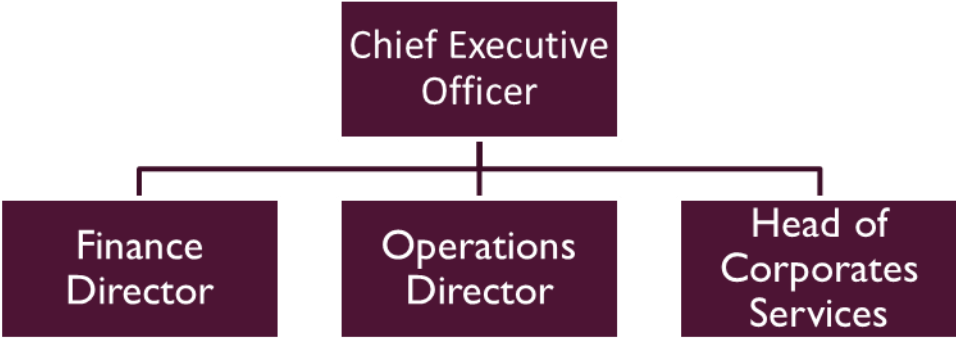 Chief Executive
Officer
Finance
Director
Operations
Director
Head of
Corporates
Services